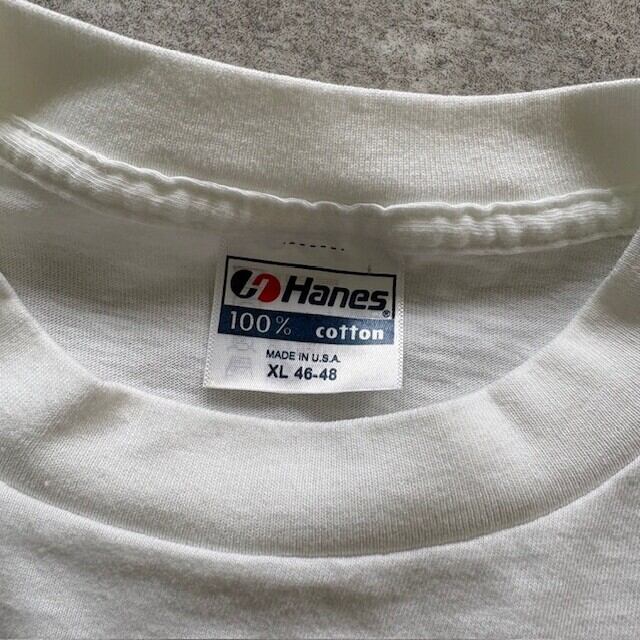 Hanes®
100% cotton
MADE IN U.S.A.
XL 46-48